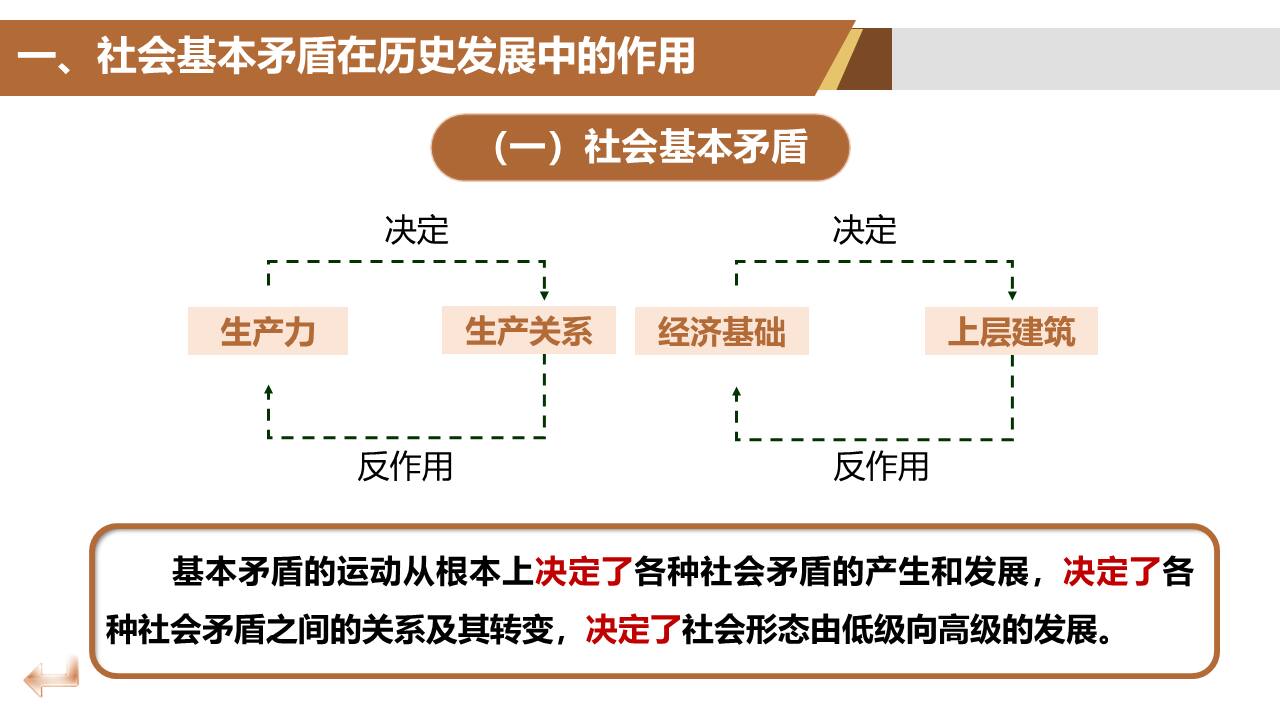 一、社会基本矛盾在历史发展中的作用
（一）社会基本矛盾
决定 决定
生产力 生产关系 经济基础 上层建筑
反作用 反作用
基本矛盾的运动从根本上决定了各种社会矛盾的产生和发展，决定了各
种社会矛盾之间的关系及其转变，决定了社会形态由低级向高级的发展。